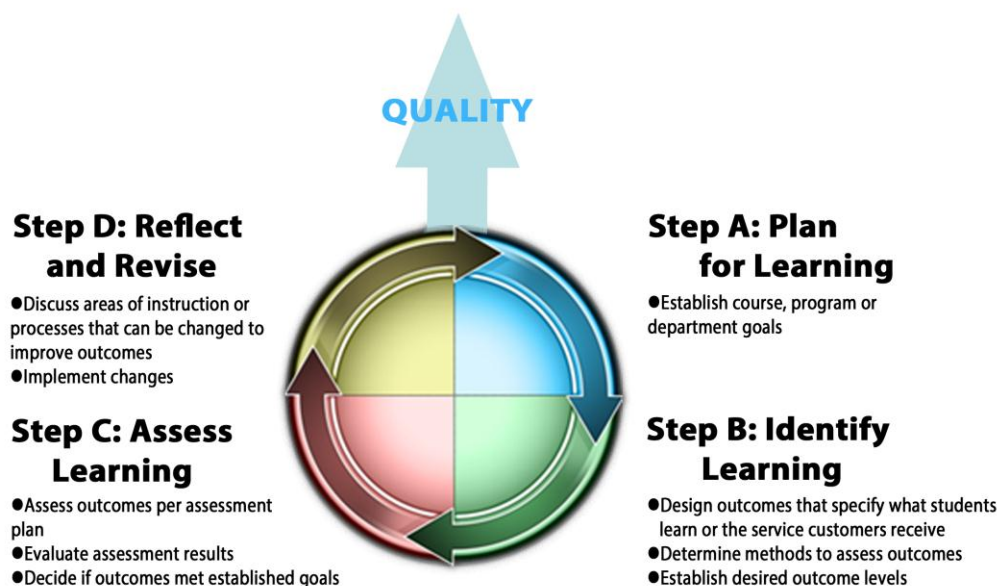 QUALITY
Step D: Reflect
and Revise
●Discuss areas of instruction or
processes that can be changed to
improve outcomes
●Implement changes
Step A: Plan
for Learning
●Establish course, program or
department goals
Step C: Assess
Learning
●Assess outcomes per assessment
plan
●Evaluate assessment results
●Decide if outcomes met established goals
Step B: Identify
Learning
●Design outcomes that specify what students
learn or the service customers receive
●Determine methods to assess outcomes
●Establish desired outcome levels